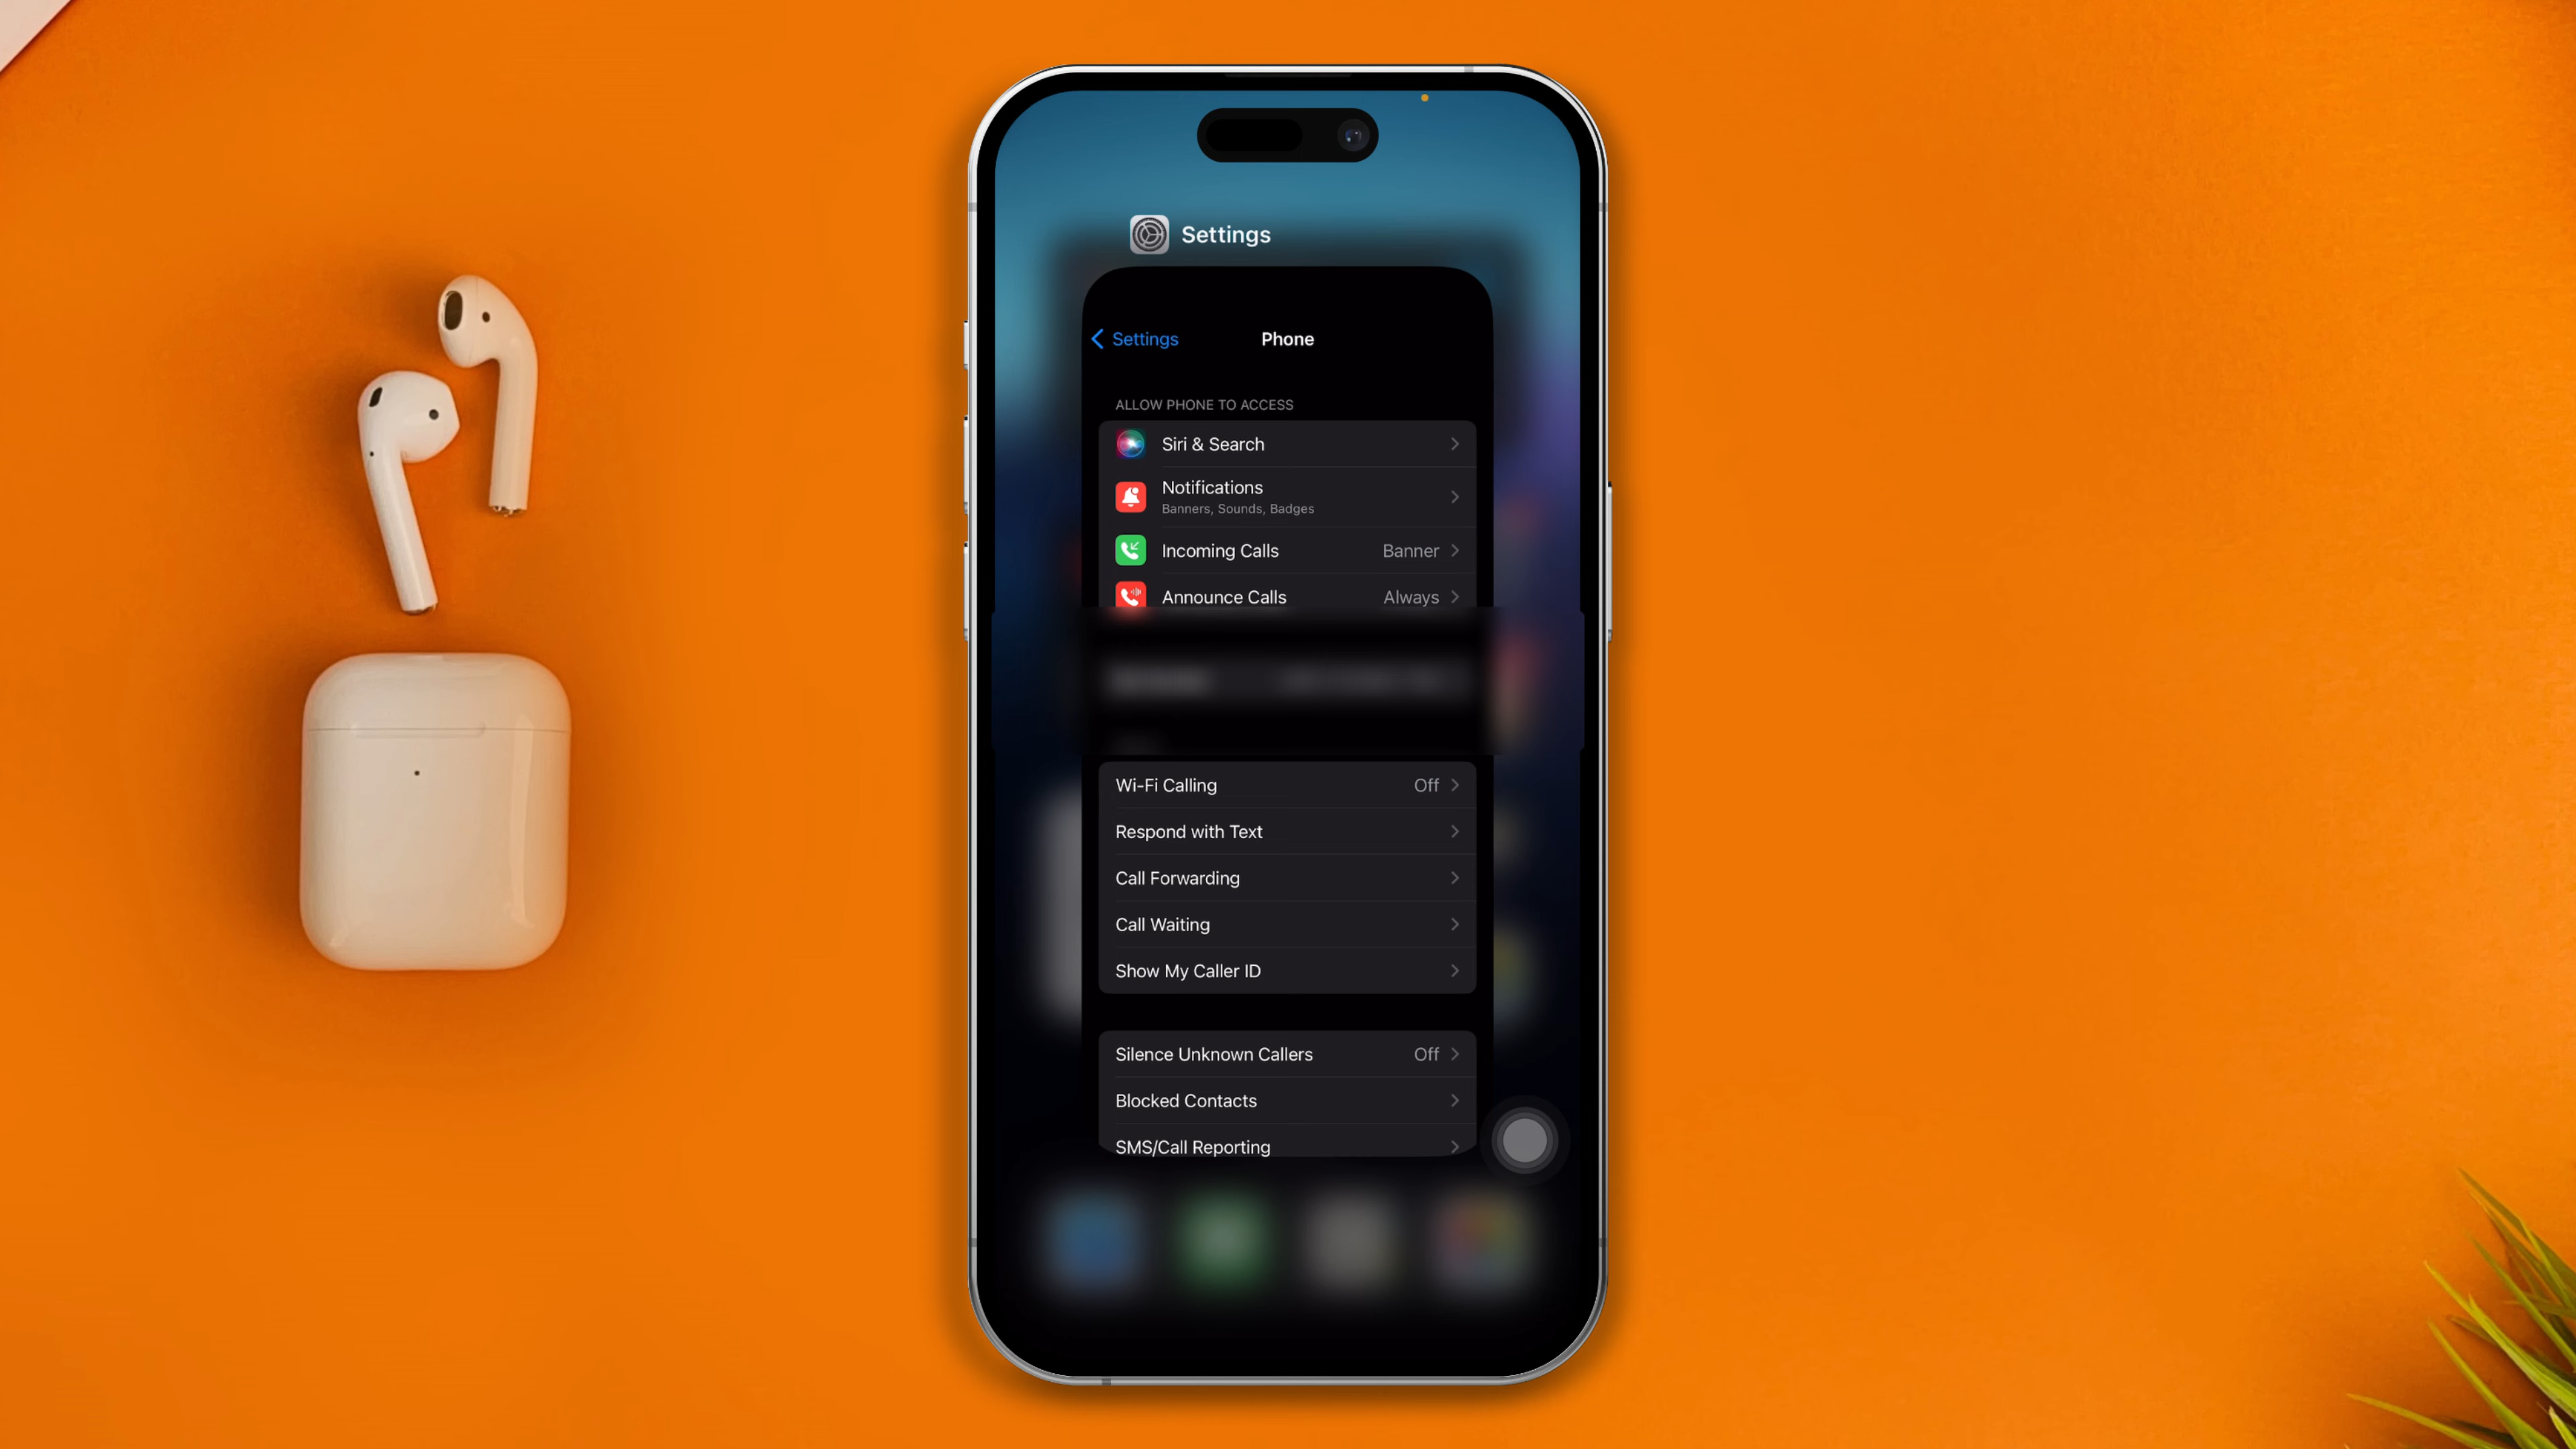 Settings
Settings
Phone
ALLOW PHONE TO ACCESS
Siri & Search
Notifications
Banners, Sounds, Badges
Incoming Calls Banner
Announce Calls Always
Wi-Fi Calling Off
Respond with Text
Call Forwarding
Call Waiting
Show My Caller ID
Silence Unknown Callers Off
Blocked Contacts
SMS/Call Reporting